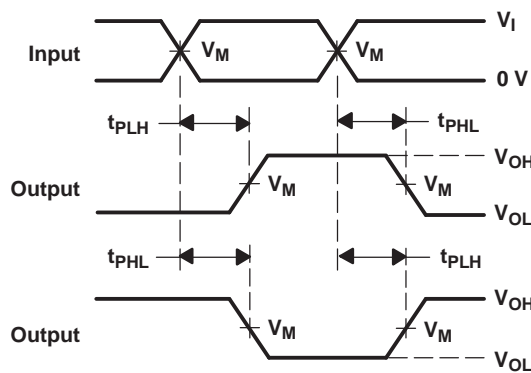 V_I
Input V_M V_M
0 V
t_PLH t_PHL
V_OH
Output V_M V_M
V_OL
t_PHL t_PLH
V_OH
Output V_M V_M
V_OL